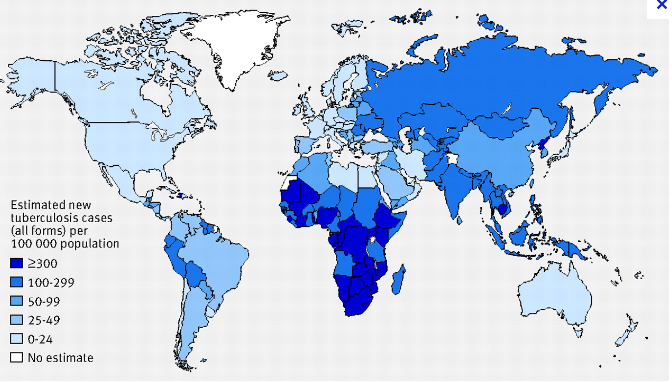 Estimated new
tuberculosis cases
(all forms) per
100 000 population
≥300
100-299
50-99
25-49
0-24
No estimate